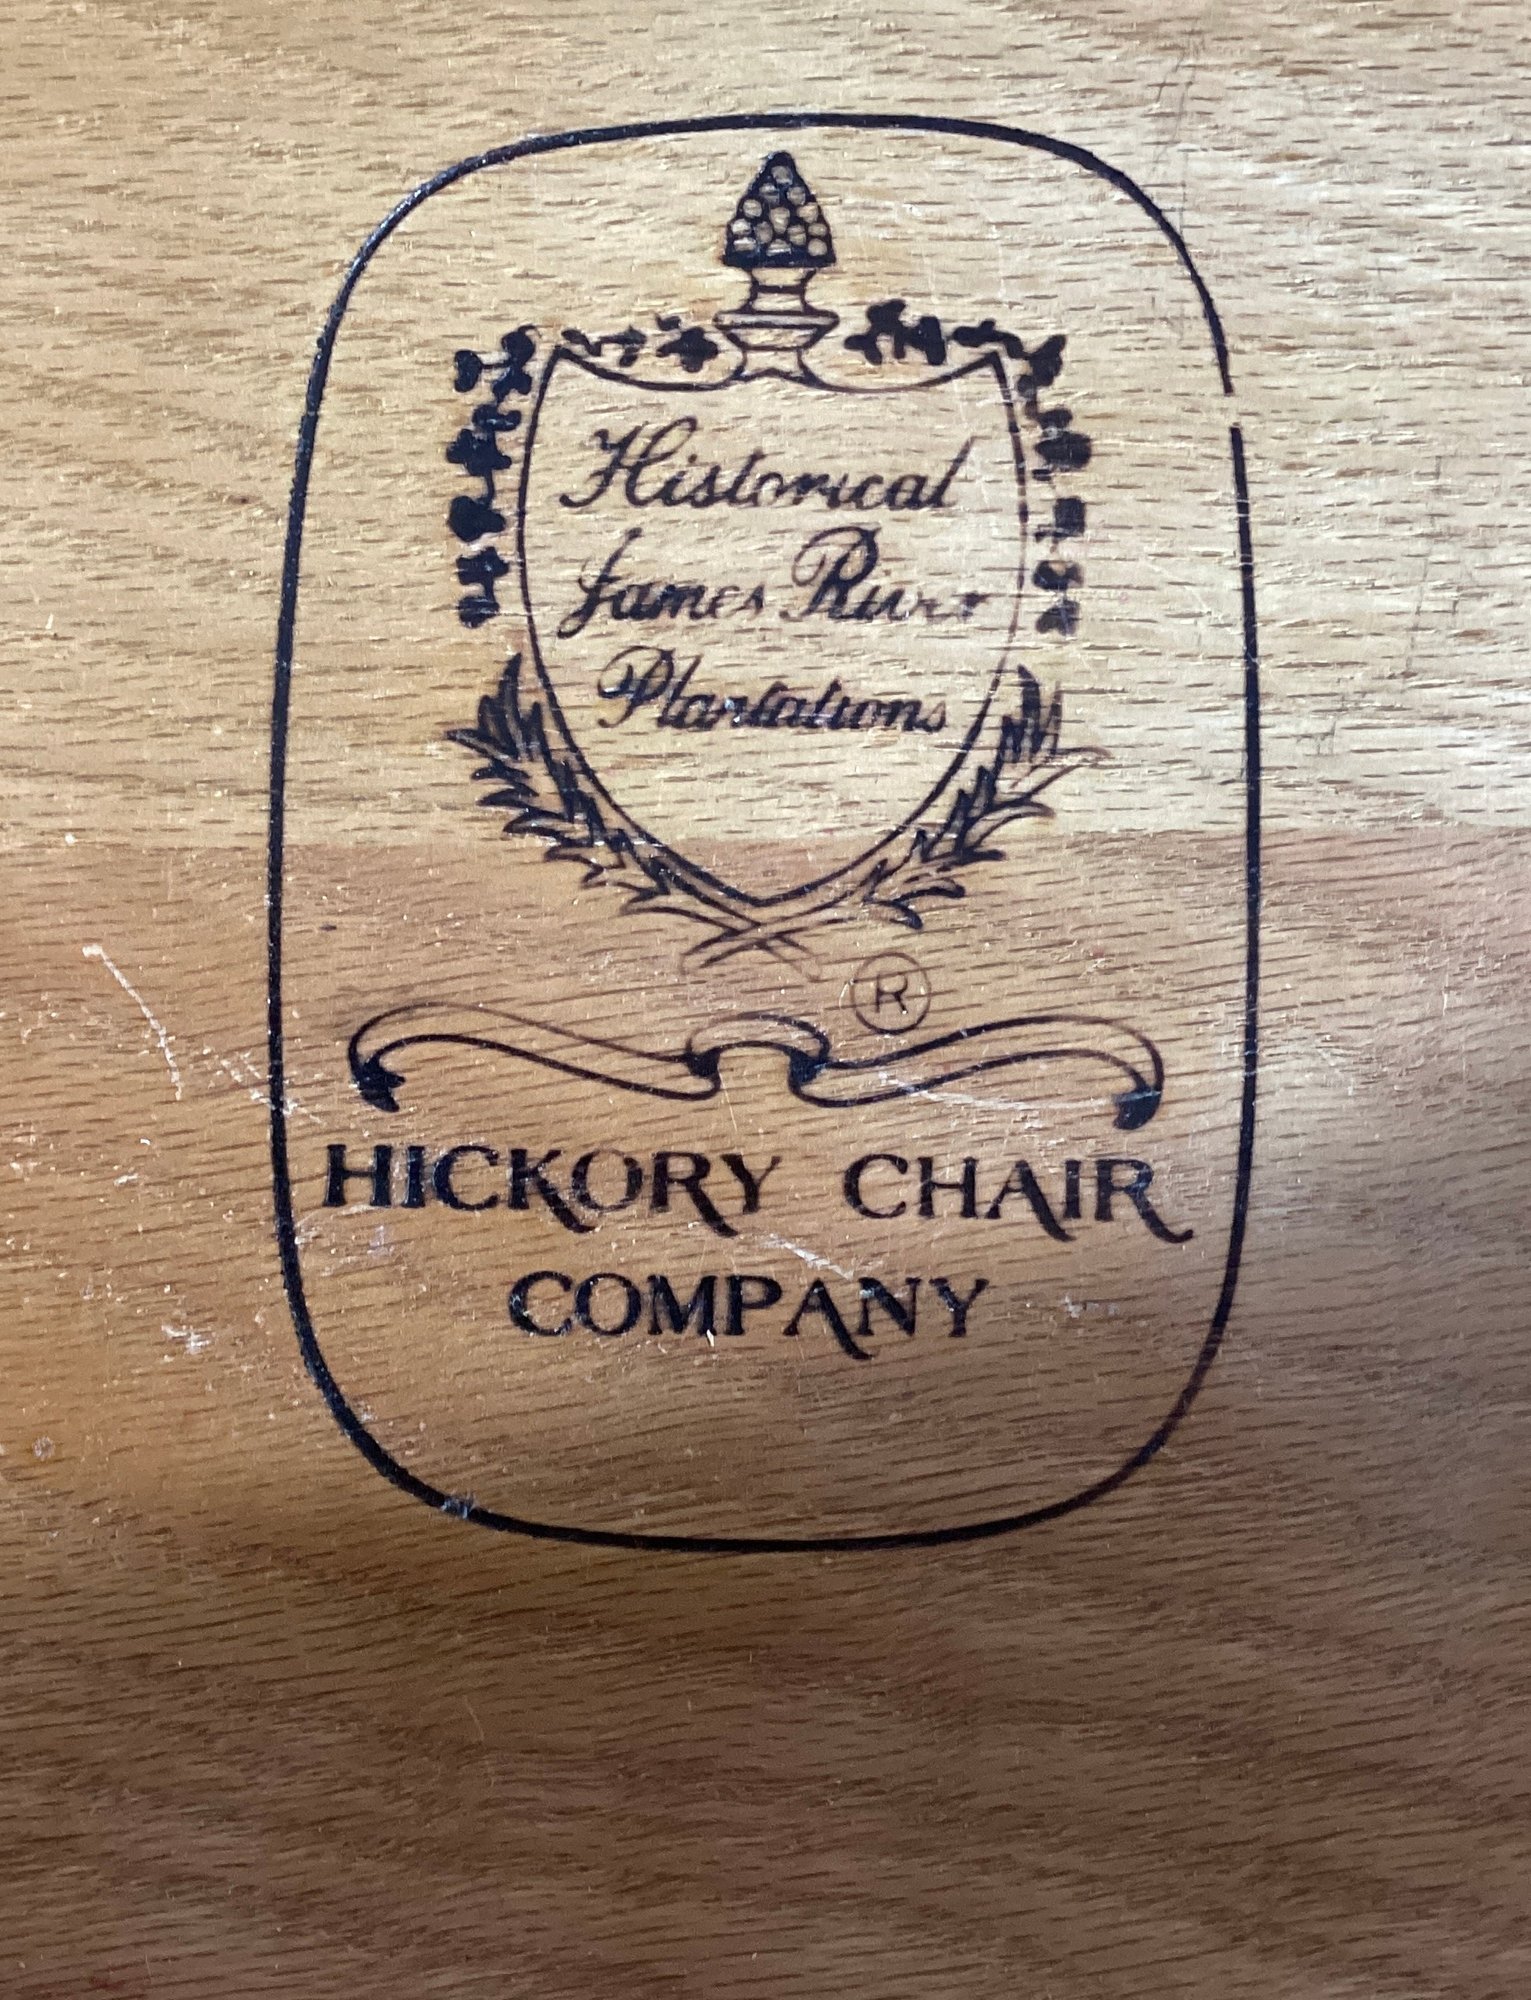 Historical
James River
Plantations
®
HICKORY CHAIR
COMPANY